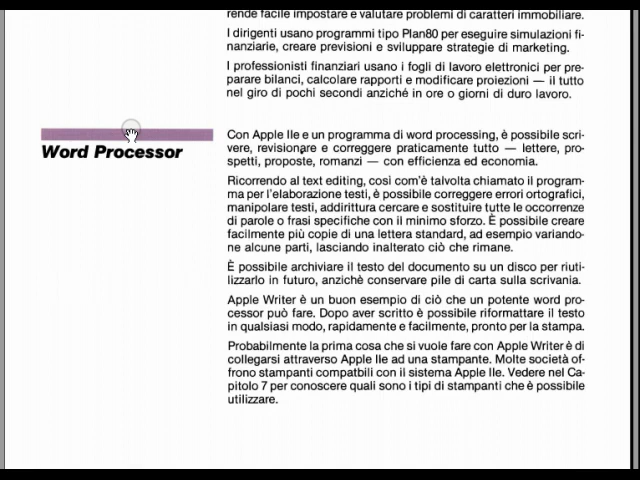 rende facile impostare e valutare problemi di caratteri immobiliare.
I dirigenti usano programmi tipo Plan80 per eseguire simulazioni fi-
nanziarie, creare previsioni e sviluppare strategie di marketing.
I professionisti finanziari usano i fogli di lavoro elettronici per pre-
parare bilanci, calcolare rapporti e modificare proiezioni — il tutto
nel giro di pochi secondi anziché in ore o giorni di duro lavoro.
Word Processor
Con Apple IIe e un programma di word processing, è possibile scri-
vere, revisionare e correggere praticamente tutto — lettere, pro-
spetti, proposte, romanzi — con efficienza ed economia.
Ricorrendo al text editing, così com'è talvolta chiamato il program-
ma per l'elaborazione testi, è possibile correggere errori ortografici,
manipolare testi, addirittura cercare e sostituire tutte le occorrenze
di parole o frasi specifiche con il minimo sforzo. È possibile creare
facilmente più copie di una lettera standard, ad esempio variando-
ne alcune parti, lasciando inalterato ciò che rimane.
È possibile archiviare il testo del documento su un disco per riuti-
lizzarlo in futuro, anzichè conservare pile di carta sulla scrivania.
Apple Writer è un buon esempio di ciò che un potente word pro-
cessor può fare. Dopo aver scritto è possibile riformattare il testo
in qualsiasi modo, rapidamente e facilmente, pronto per la stampa.
Probabilmente la prima cosa che si vuole fare con Apple Writer è di
collegarsi attraverso Apple IIe ad una stampante. Molte società of-
frono stampanti compatbili con il sistema Apple IIe. Vedere nel Ca-
pitolo 7 per conoscere quali sono i tipi di stampanti che è possibile
utilizzare.